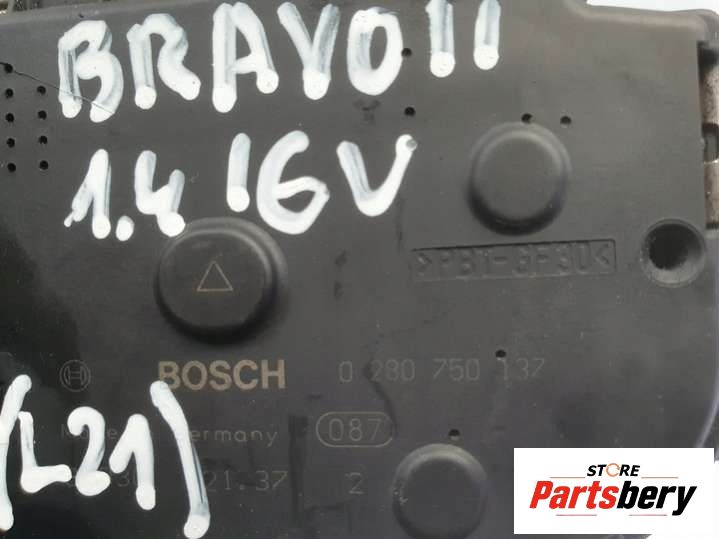 BRAVO II
1.4 16V
>PBT-GF30<
BOSCH 0 280 750 137
Germany 087
(L21) 21.37 2
STORE
Partsbery